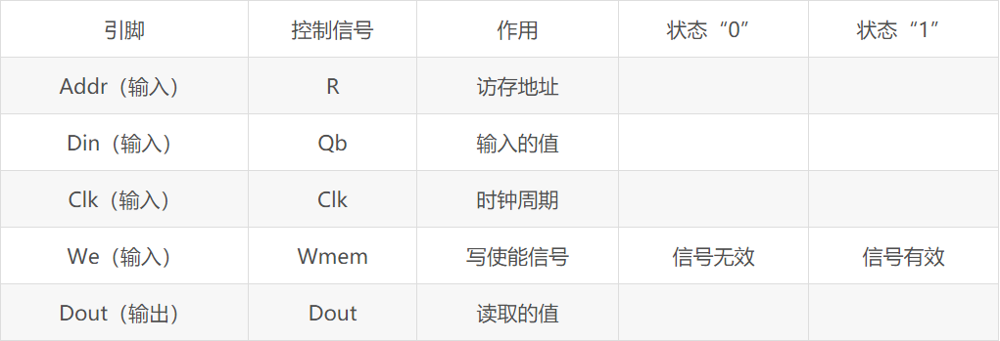 引脚 控制信号 作用 状态“0” 状态“1”
Addr（输入） R 访存地址
Din（输入） Qb 输入的值
Clk（输入） Clk 时钟周期
We（输入） Wmem 写使能信号 信号无效 信号有效
Dout（输出） Dout 读取的值